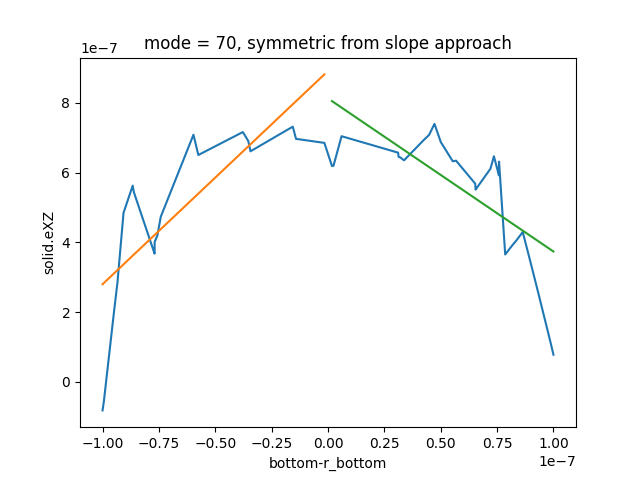 mode = 70, symmetric from slope approach
1e−7
8
6
4
2
0
solid.eXZ
−1.00 −0.75 −0.50 −0.25 0.00 0.25 0.50 0.75 1.00
1e−7
bottom-r_bottom